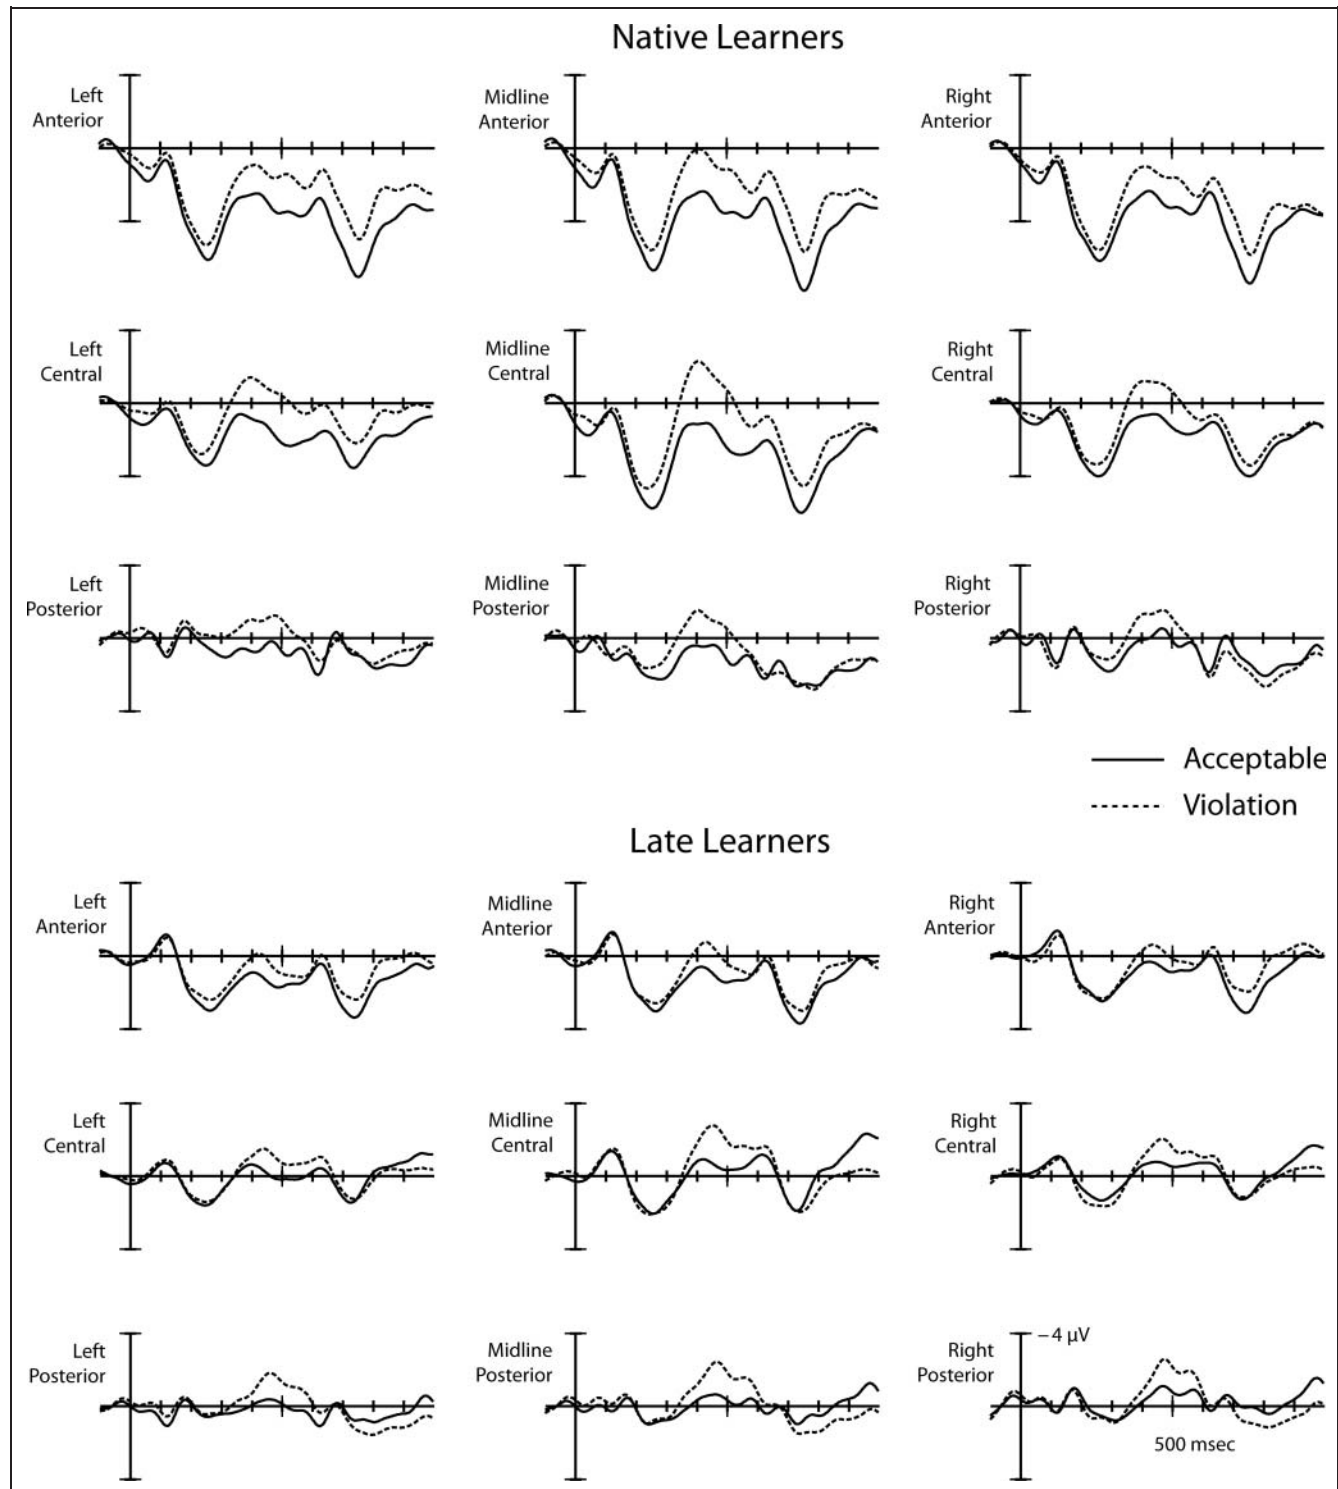 Native Learners
Left
Anterior
Midline
Anterior
Right
Anterior
Left
Central
Midline
Central
Right
Central
Left
Posterior
Midline
Posterior
Right
Posterior
Acceptable
Violation
Late Learners
Left
Anterior
Midline
Anterior
Right
Anterior
Left
Central
Midline
Central
Right
Central
Left
Posterior
Midline
Posterior
Right
Posterior
−4 µV
500 msec